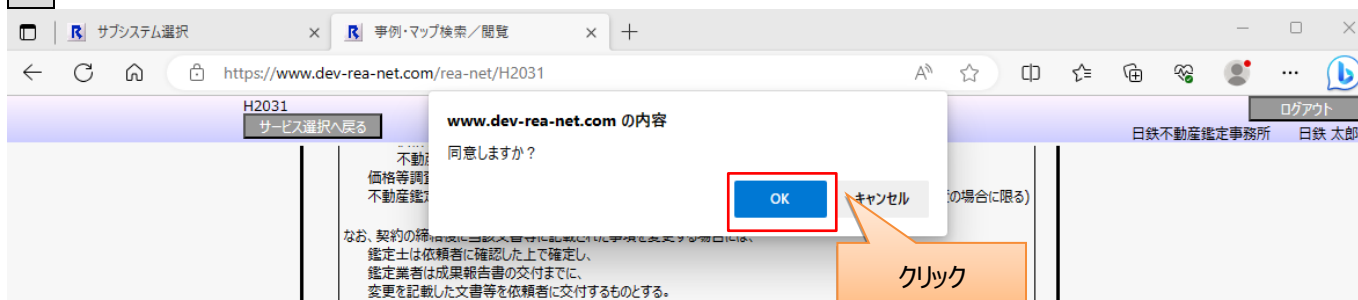 サブシステム選択
事例・マップ検索／閲覧
https://www.dev-rea-net.com/rea-net/H2031
H2031
サービス選択へ戻る
ログアウト
日鉄不動産鑑定事務所 日鉄 太郎
www.dev-rea-net.com の内容
同意しますか？
OK
キャンセル
不動産
価格等調査
不動産鑑定
の場合に限る)
なお、契約の締結後に当該文書等に記載された事項を変更する場合には、
鑑定士は依頼者に確認した上で確定し、
鑑定業者は成果報告書の交付までに、
変更を記載した文書等を依頼者に交付するものとする。
クリック